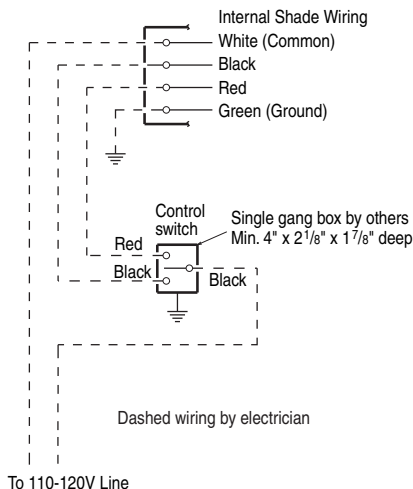 Internal Shade Wiring
White (Common)
Black
Red
Green (Ground)
Control
switch
Single gang box by others
Min. 4" x 2 1/8" x 1 7/8" deep
Red
Black
Black
Dashed wiring by electrician
To 110-120V Line